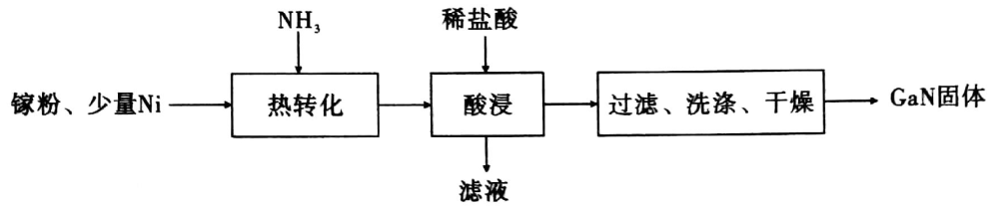 NH₃
稀盐酸
镓粉、少量Ni
热转化
酸浸
过滤、洗涤、干燥
GaN固体
滤液